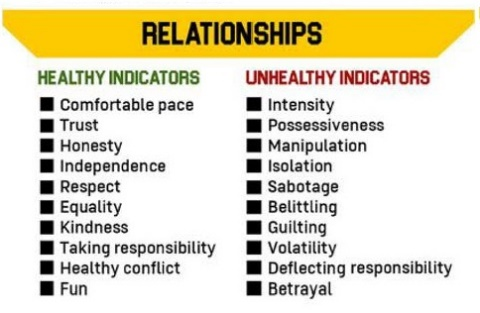 RELATIONSHIPS
HEALTHY INDICATORS
Comfortable pace
Trust
Honesty
Independence
Respect
Equality
Kindness
Taking responsibility
Healthy conflict
Fun
UNHEALTHY INDICATORS
Intensity
Possessiveness
Manipulation
Isolation
Sabotage
Belittling
Guilting
Volatility
Deflecting responsibility
Betrayal